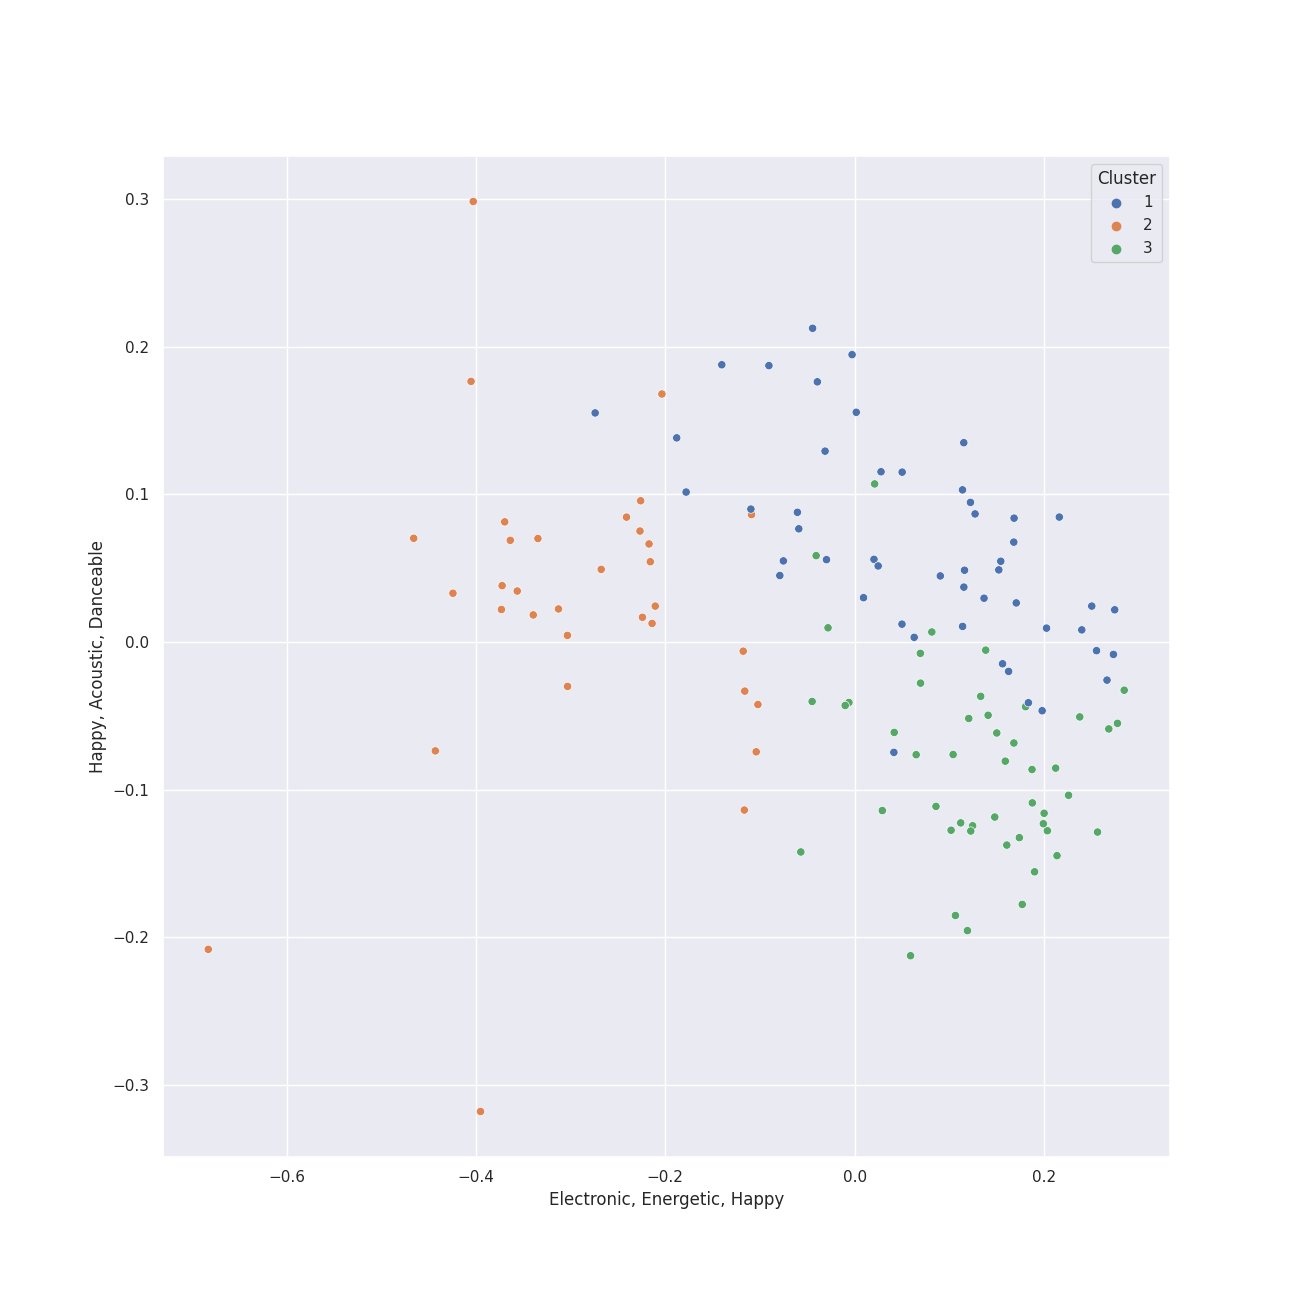 Cluster
1
2
3
0.3
0.2
0.1
0.0
−0.1
−0.2
−0.3
Happy, Acoustic, Danceable
−0.6 −0.4 −0.2 0.0 0.2
Electronic, Energetic, Happy